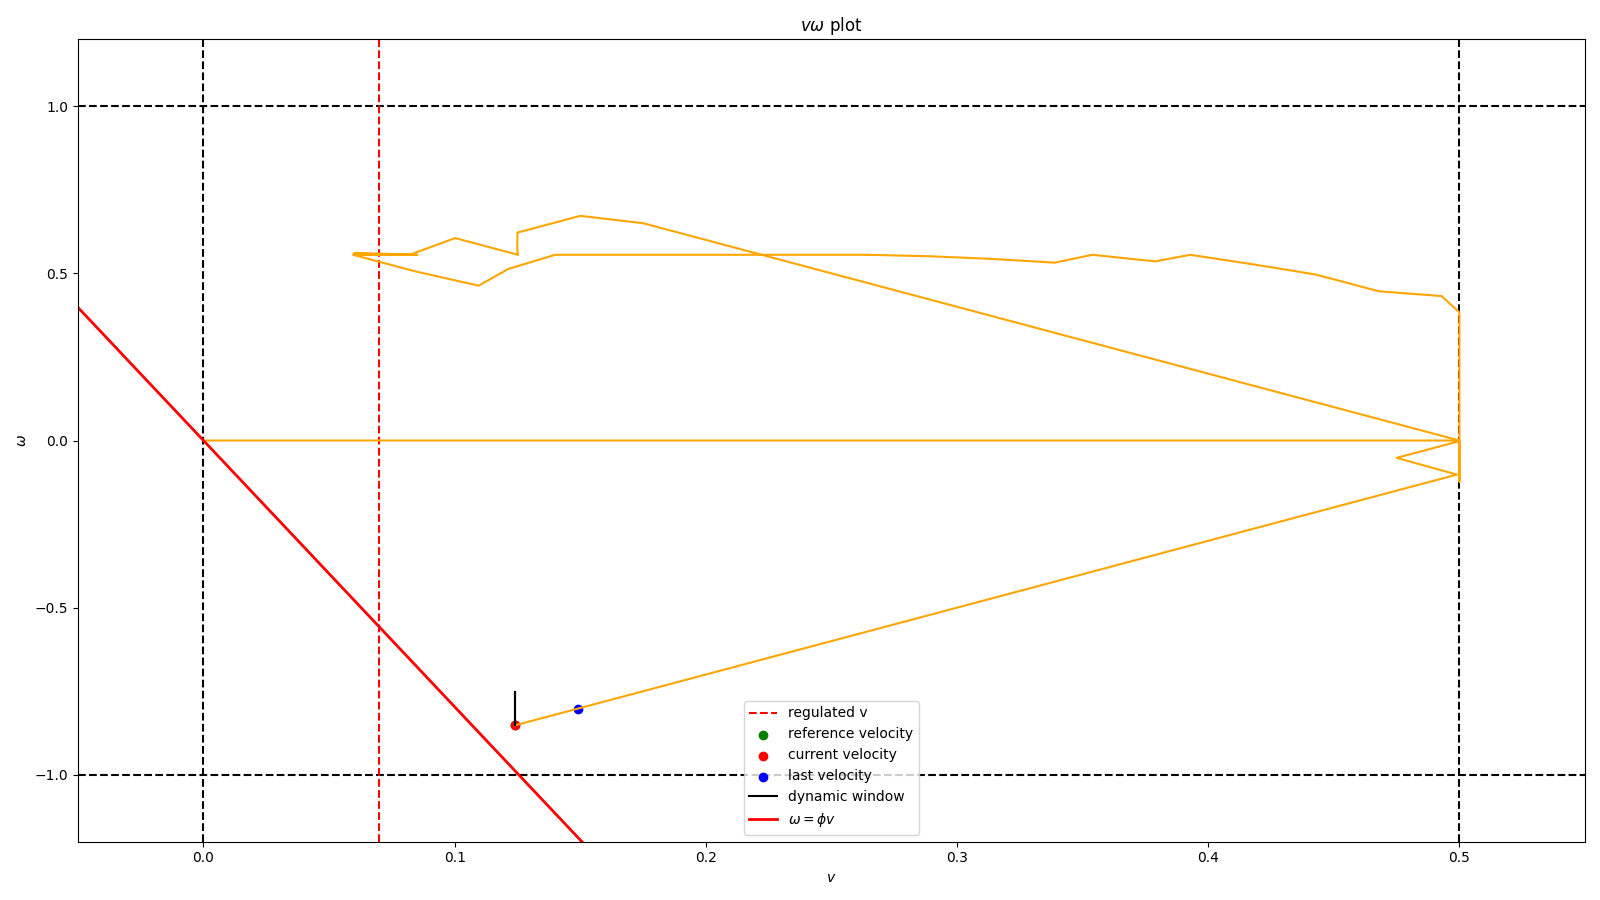 vω plot
1.0
0.5
0.0
−0.5
−1.0
ω
regulated v
reference velocity
current velocity
last velocity
dynamic window
ω = ϕv
0.0 0.1 0.2 0.3 0.4 0.5
v